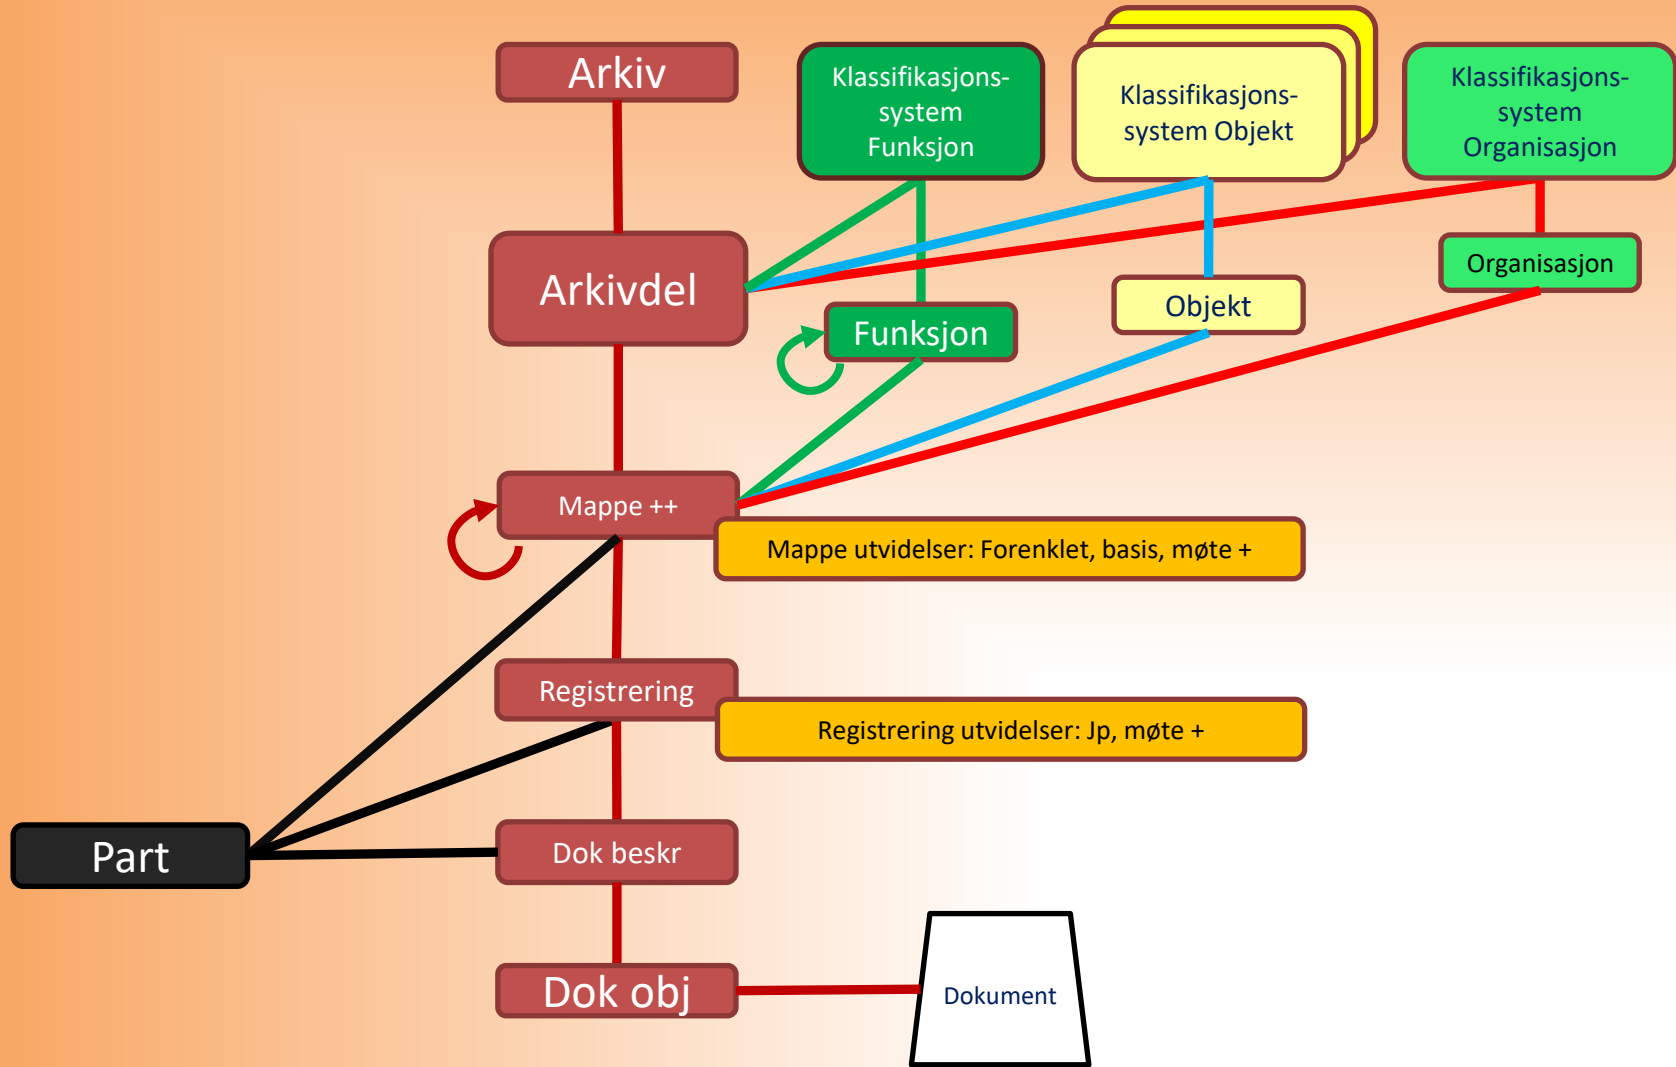 Arkiv
Klassifikasjons-
system
Funksjon
Klassifikasjons-
system Objekt
Klassifikasjons-
system
Organisasjon
Arkivdel
Organisasjon
Objekt
Funksjon
Mappe ++
Mappe utvidelser: Forenklet, basis, møte +
Registrering
Registrering utvidelser: Jp, møte +
Part
Dok beskr
Dok obj
Dokument